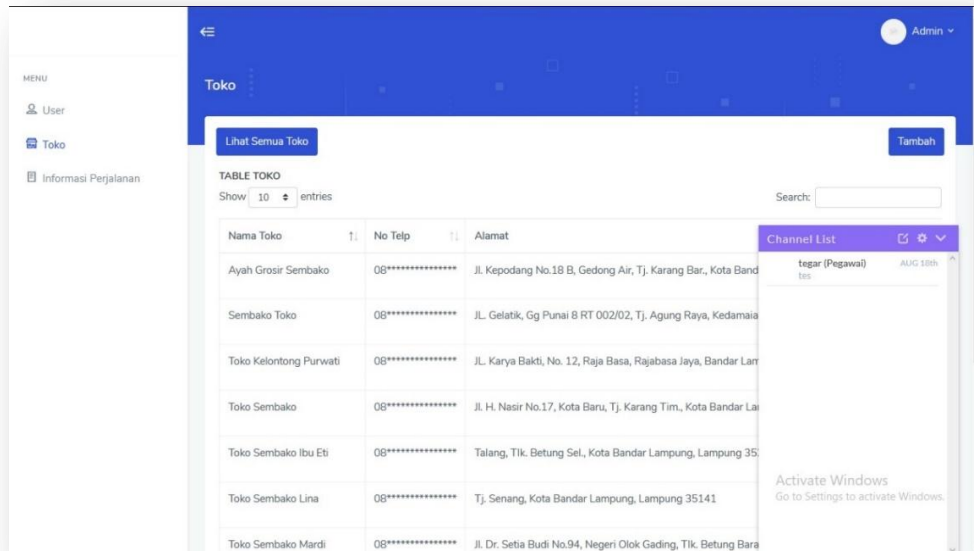 Admin
MENU
User
Toko
Informasi Perjalanan
Toko
Lihat Semua Toko
Tambah
TABLE TOKO
Show 10 entries
Search:
Nama Toko No Telp Alamat
Ayah Grosir Sembako 08*************** Jl. Kepodang No.18 B, Gedong Air, Tj. Karang Bar., Kota Band
Sembako Toko 08*************** JL. Gelatik, Gg Punai 8 RT 002/02, Tj. Agung Raya, Kedamaia
Toko Kelontong Purwati 08*************** JL. Karya Bakti, No. 12, Raja Basa, Rajabasa Jaya, Bandar Lam
Toko Sembako 08*************** Jl. H. Nasir No.17, Kota Baru, Tj. Karang Tim., Kota Bandar La
Toko Sembako Ibu Eti 08*************** Talang, Tlk. Betung Sel., Kota Bandar Lampung, Lampung 35
Toko Sembako Lina 08*************** Tj. Senang, Kota Bandar Lampung, Lampung 35141
Toko Sembako Mardi 08*************** Jl. Dr. Setia Budi No.94, Negeri Olok Gading, Tlk. Betung Bara
Channel List
tegar (Pegawai) AUG 18th
tes
Activate Windows
Go to Settings to activate Windows.